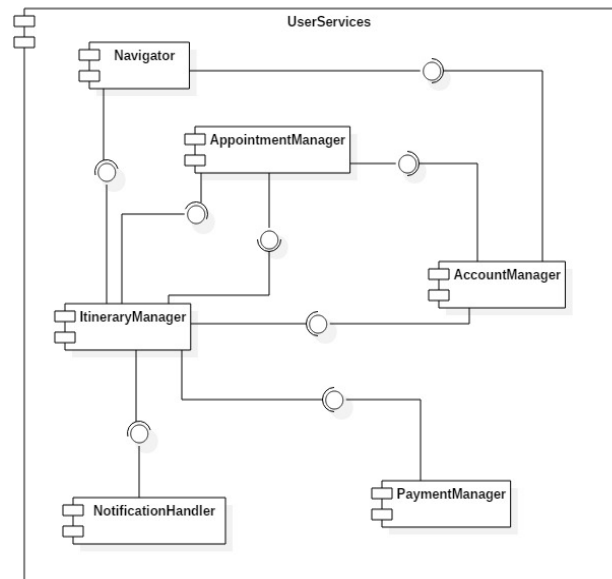 UserServices
Navigator
AppointmentManager
AccountManager
ItineraryManager
PaymentManager
NotificationHandler